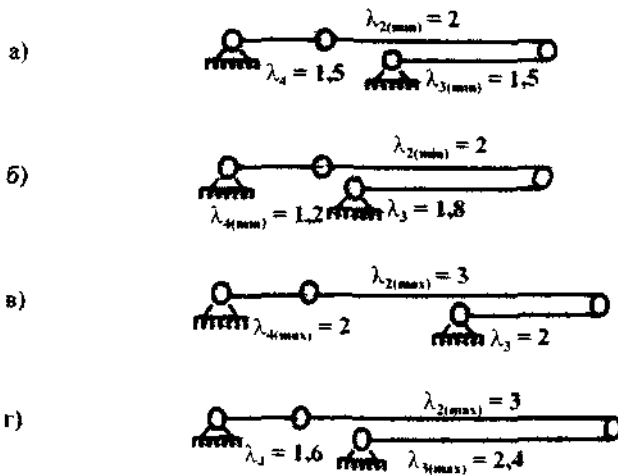 а)
λ2(min) = 2
λ4 = 1,5
λ3(min) = 1,5
б)
λ2(min) = 2
λ4(min) = 1,2
λ3 = 1,8
в)
λ2(max) = 3
λ4(max) = 2
λ3 = 2
г)
λ2(max) = 3
λ4 = 1,6
λ3(max) = 2,4